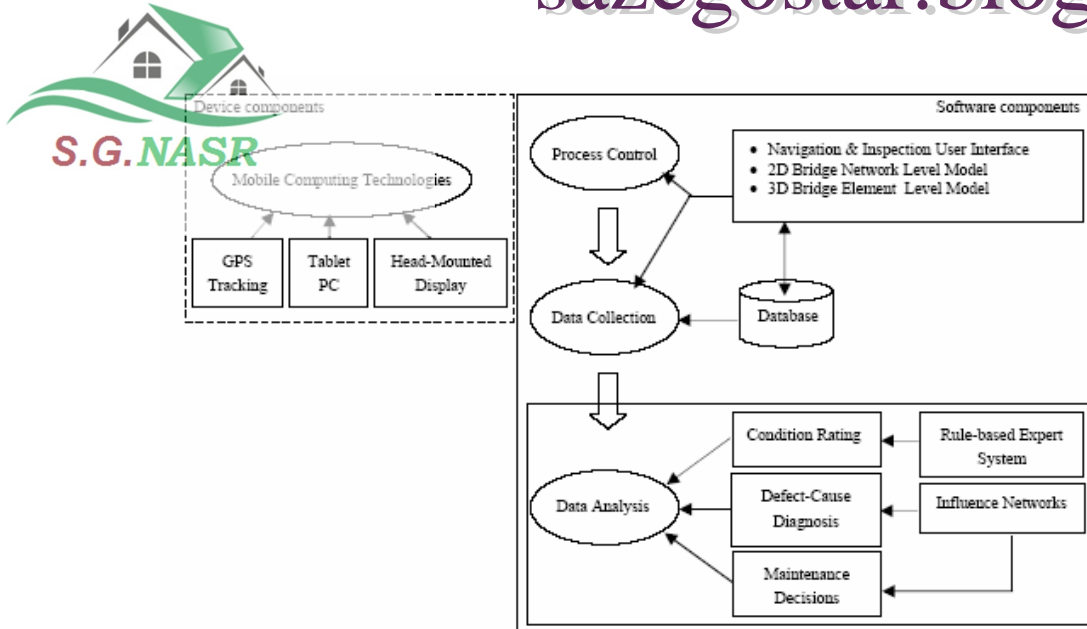 S.G.NASR
Device components
Mobile Computing Technologies
GPS
Tracking
Tablet
PC
Head-Mounted
Display
Software components
Process Control
• Navigation & Inspection User Interface
• 2D Bridge Network Level Model
• 3D Bridge Element Level Model
Data Collection
Database
Data Analysis
Condition Rating
Rule-based Expert
System
Defect-Cause
Diagnosis
Influence Networks
Maintenance
Decisions